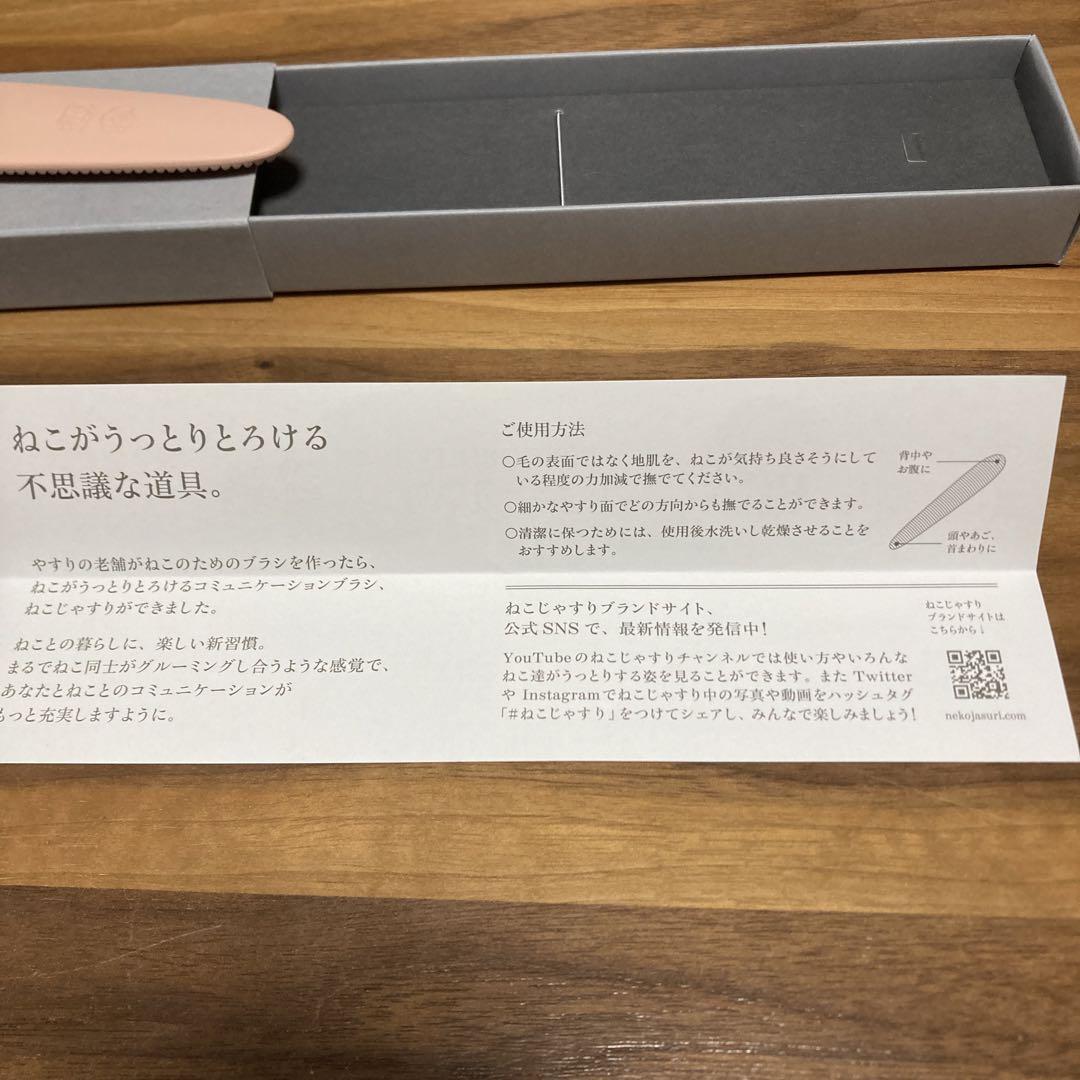 ねこがうっとりとろける
不思議な道具。
やすりの老舗がねこのためのブラシを作ったら、
ねこがうっとりとろけるコミュニケーションブラシ、
ねこじゃすりができました。
ねことの暮らしに、楽しい新習慣。
まるでねこ同士がグルーミングし合うような感覚で、
あなたとねことのコミュニケーションが
もっと充実しますように。
ご使用方法
○毛の表面ではなく地肌を、ねこが気持ち良さそうにして
いる程度の力加減で撫でてください。
○細かなやすり面でどの方向からも撫でることができます。
○清潔に保つためには、使用後水洗いし乾燥させることを
おすすめします。
背中や
お腹に
頭やあご、
首まわりに
ねこじゃすりブランドサイト、
公式 SNS で、最新情報を発信中!
YouTubeのねこじゃすりチャンネルでは使い方やいろんな
ねこ達がうっとりする姿を見ることができます。また Twitter
や Instagramでねこじゃすり中の写真や動画をハッシュタグ
「#ねこじゃすり」をつけてシェアし、みんなで楽しみましょう!
ねこじゃすり
ブランドサイトは
こちらから↓
nekojasuri.com